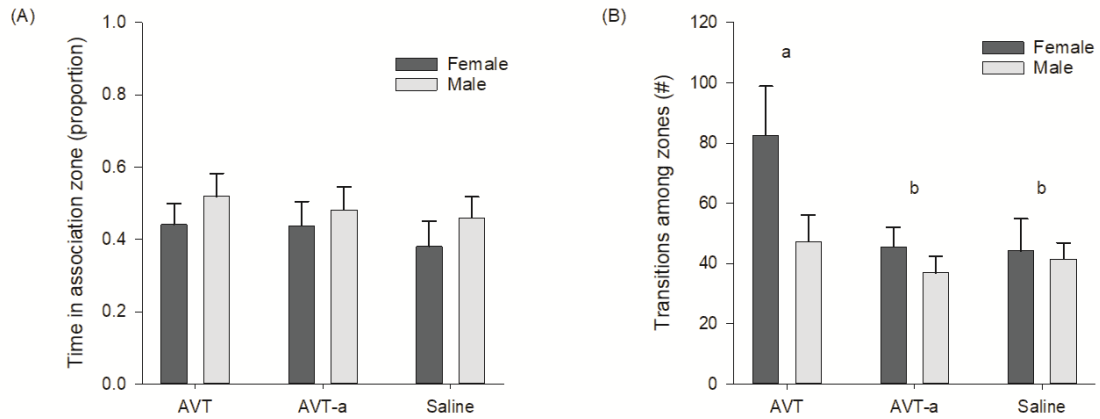 (A)
Time in association zone (proportion)
1.0
0.8
0.6
0.4
0.2
0.0
Female
Male
AVT
AVT-a
Saline
(B)
Transitions among zones (#)
120
100
80
60
40
20
0
Female
Male
a
b
b
AVT
AVT-a
Saline